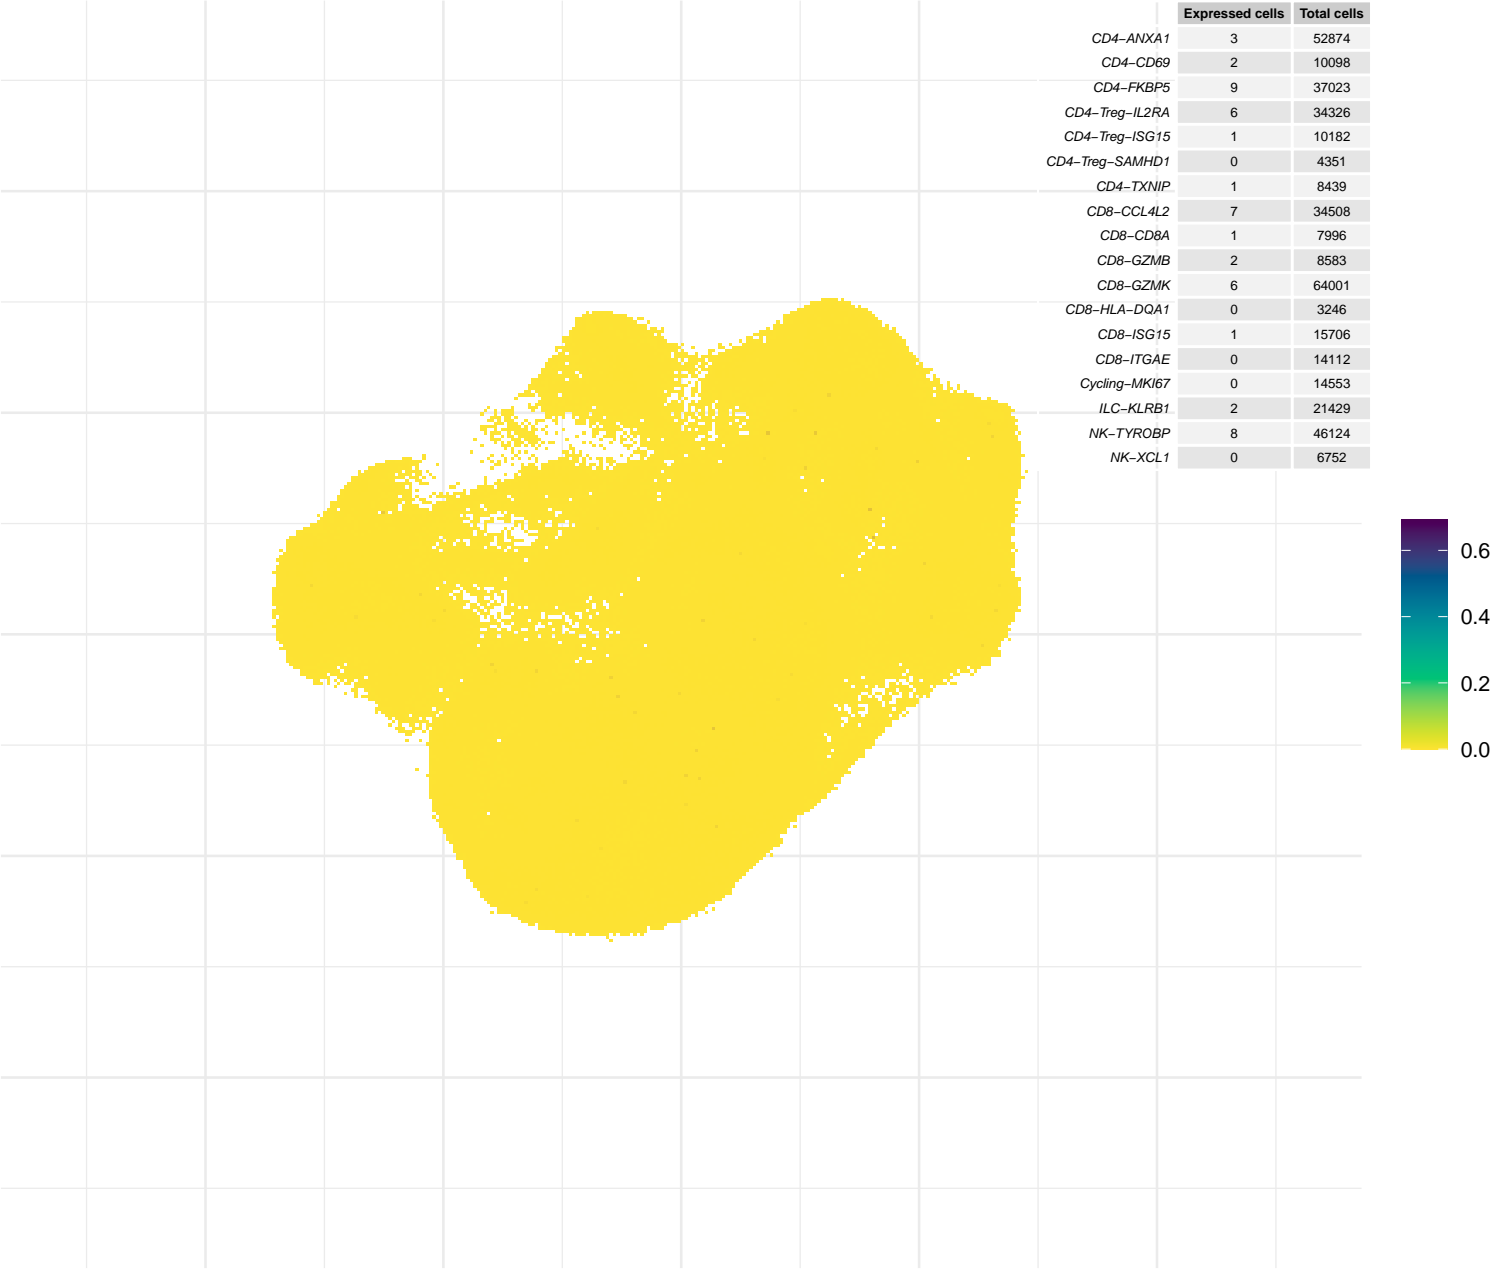 Expressed cells Total cells
CD4−ANXA1 3 52874
CD4−CD69 2 10098
CD4−FKBP5 9 37023
CD4−Treg−IL2RA 6 34326
CD4−Treg−ISG15 1 10182
CD4−Treg−SAMHD1 0 4351
CD4−TXNIP 1 8439
CD8−CCL4L2 7 34508
CD8−CD8A 1 7996
CD8−GZMB 2 8583
CD8−GZMK 6 64001
CD8−HLA−DQA1 0 3246
CD8−ISG15 1 15706
CD8−ITGAE 0 14112
Cycling−MKI67 0 14553
ILC−KLRB1 2 21429
NK−TYROBP 8 46124
NK−XCL1 0 6752
0.6
0.4
0.2
0.0